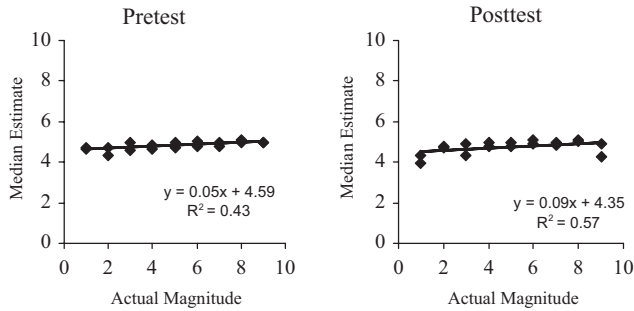 Pretest
10
8
6
4
2
0
Median Estimate
y = 0.05x + 4.59
R² = 0.43
0 2 4 6 8 10
Actual Magnitude
Posttest
10
8
6
4
2
0
Median Estimate
y = 0.09x + 4.35
R² = 0.57
0 2 4 6 8 10
Actual Magnitude